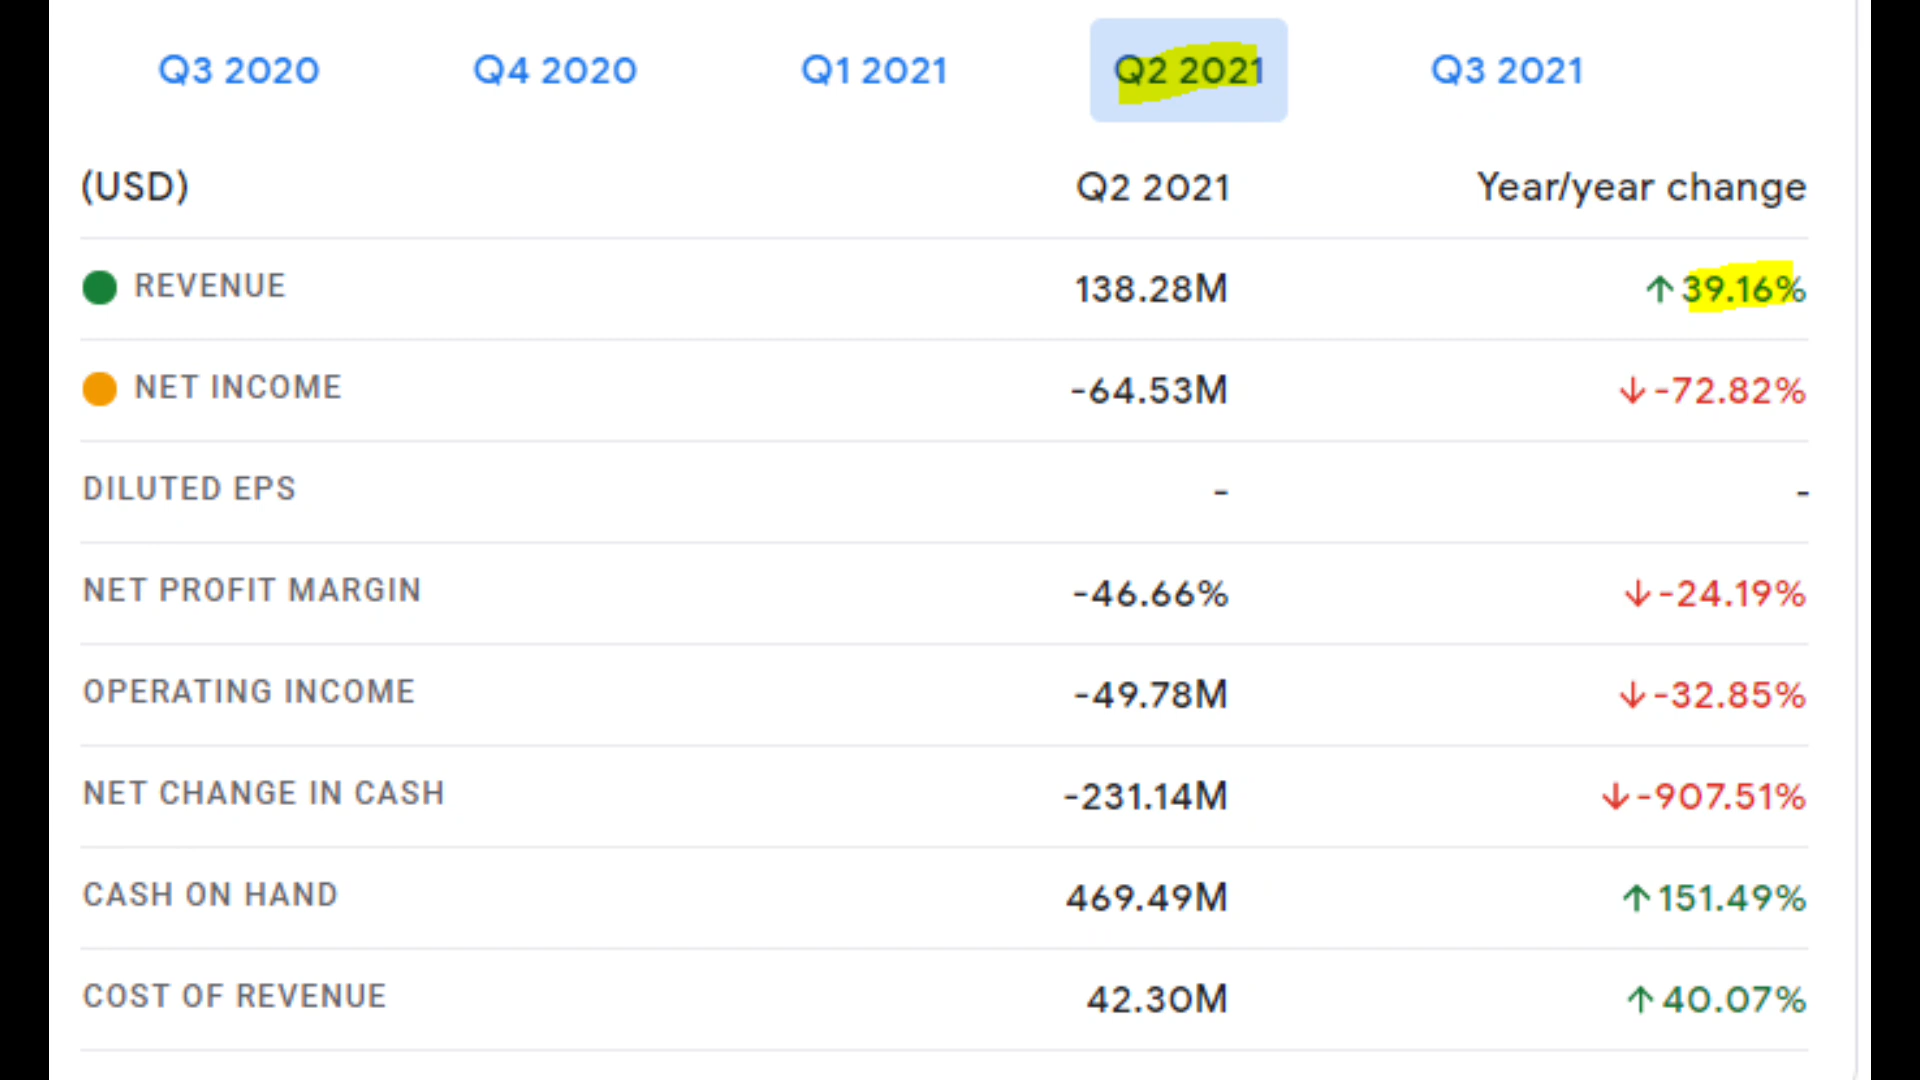 Q3 2020 Q4 2020 Q1 2021 Q2 2021 Q3 2021
(USD) Q2 2021 Year/year change
REVENUE 138.28M ↑39.16%
NET INCOME -64.53M ↓-72.82%
DILUTED EPS - -
NET PROFIT MARGIN -46.66% ↓-24.19%
OPERATING INCOME -49.78M ↓-32.85%
NET CHANGE IN CASH -231.14M ↓-907.51%
CASH ON HAND 469.49M ↑151.49%
COST OF REVENUE 42.30M ↑40.07%